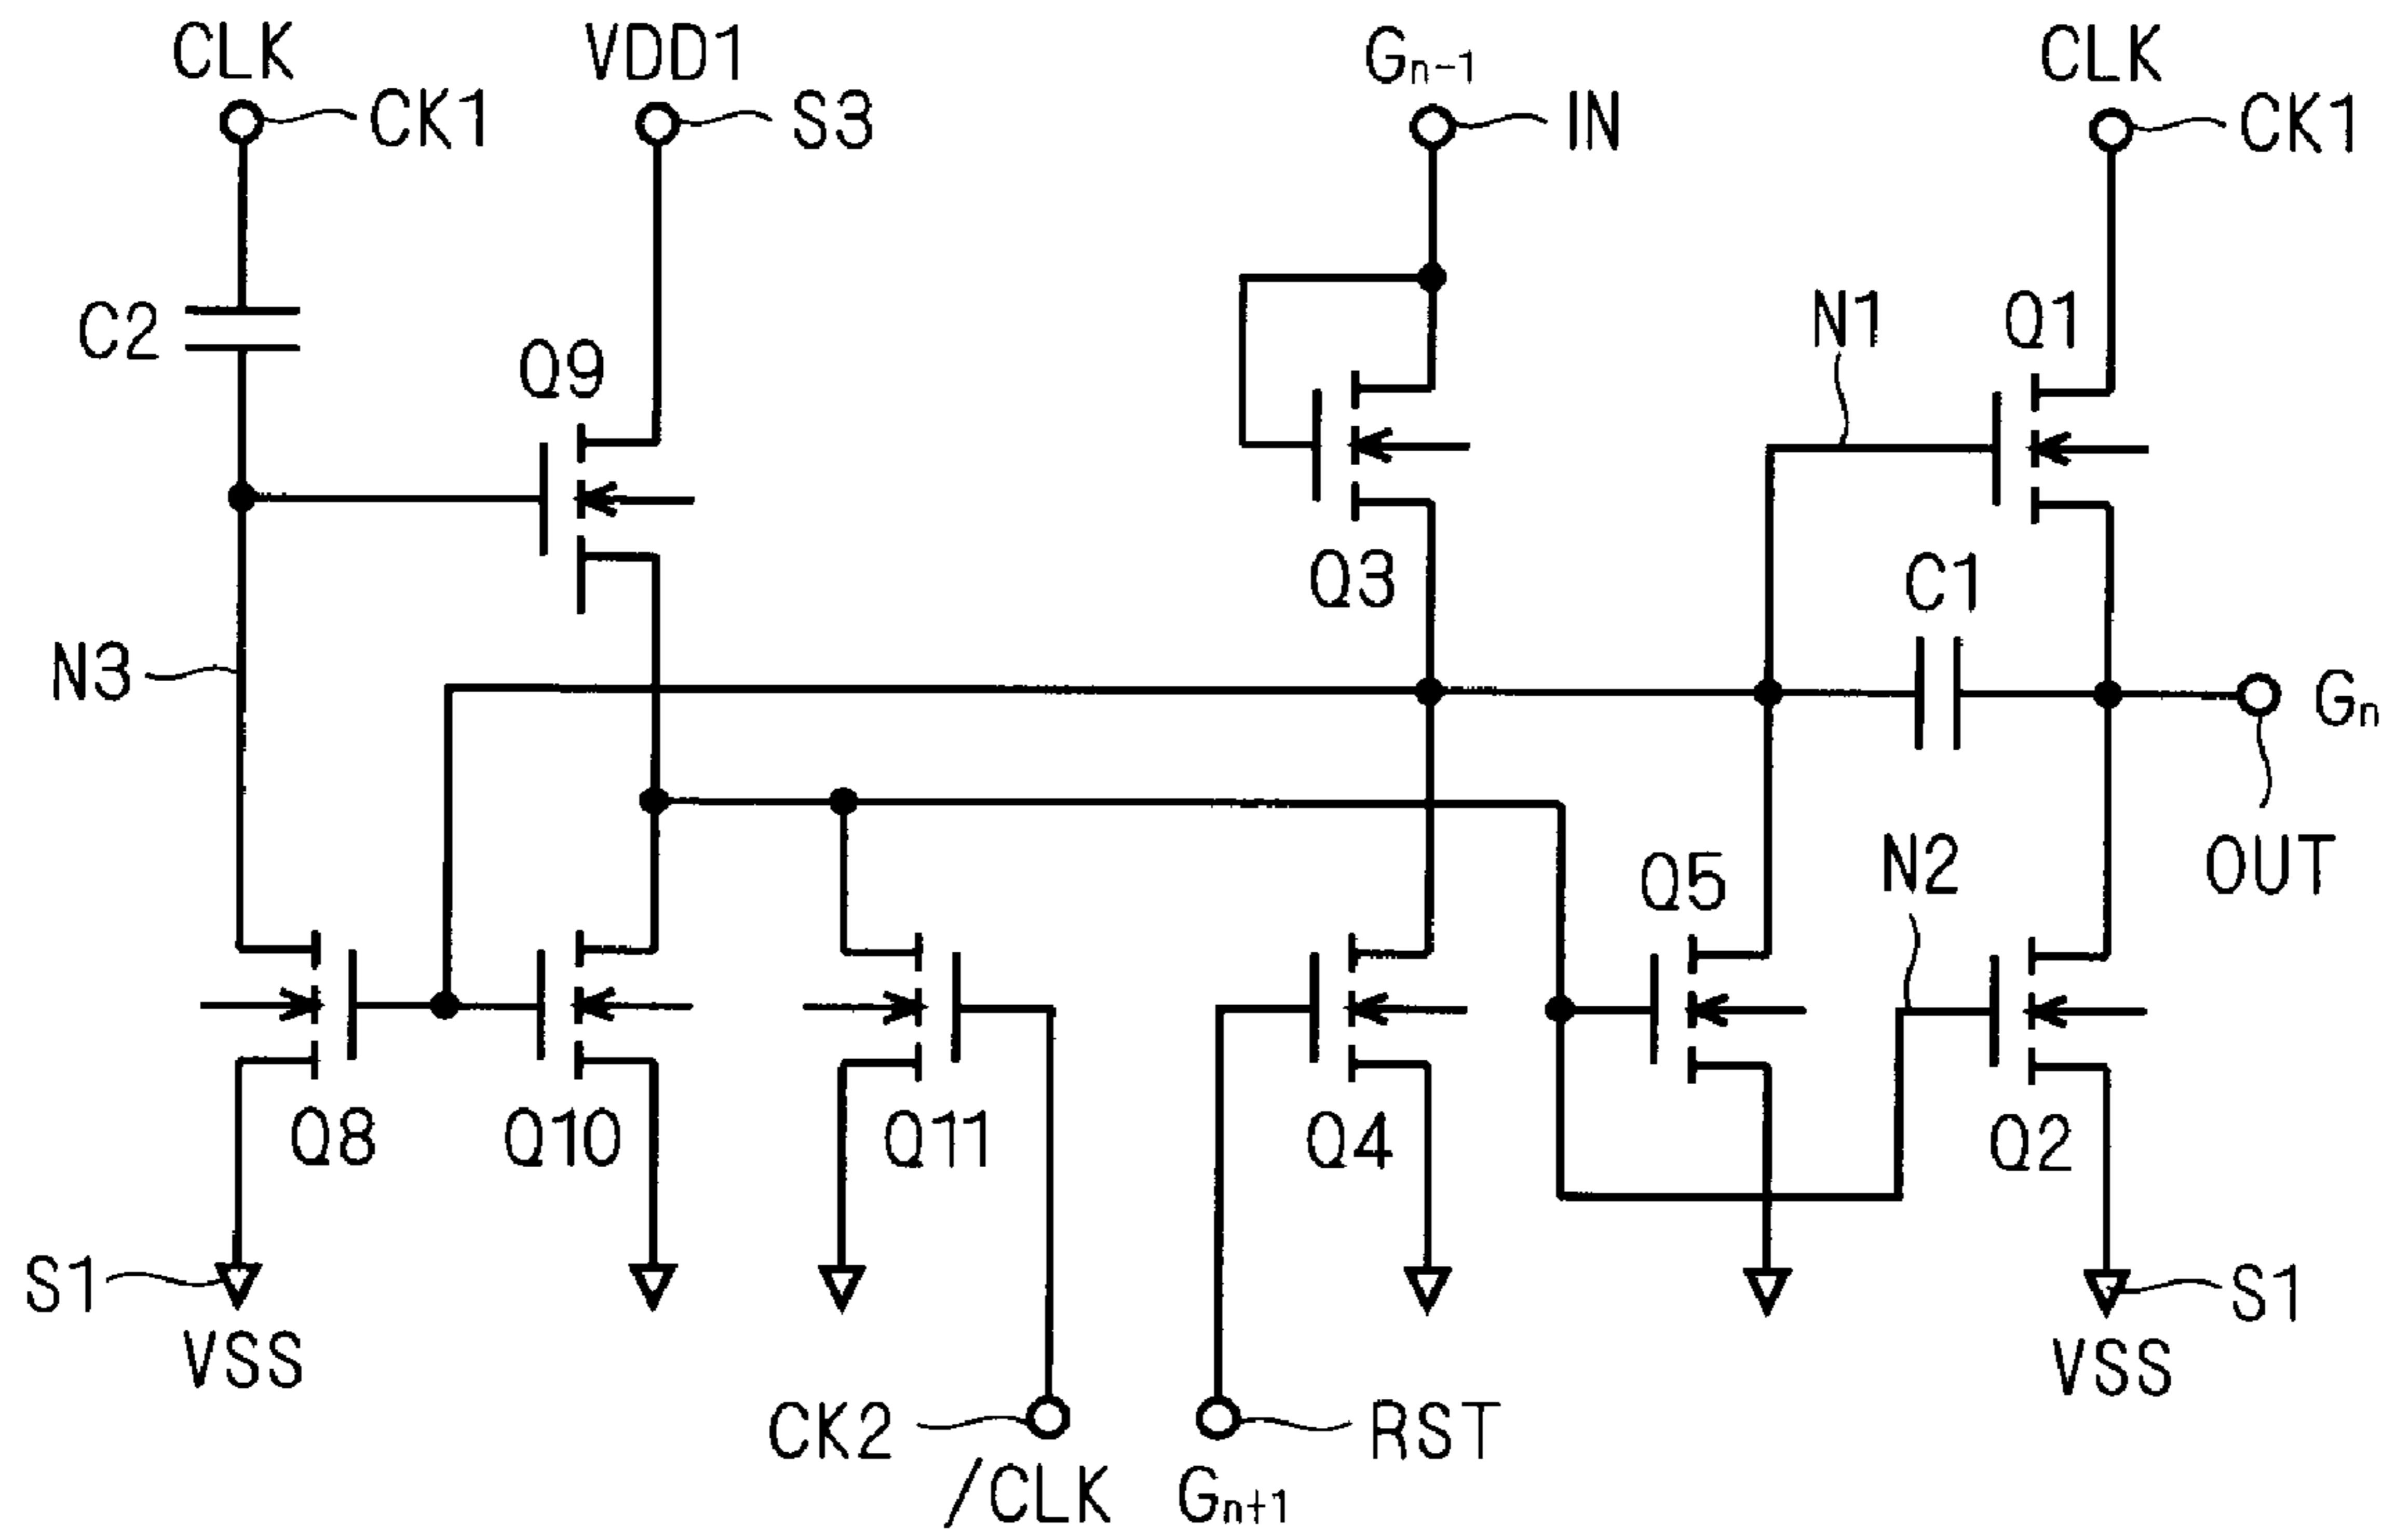 CLK
VDD1
Gn-1
CLK
CK1
S3
IN
CK1
C2
Q9
N1
Q1
Q3
C1
N3
Gn
Q5
N2
OUT
Q8
Q10
Q11
Q4
Q2
S1
S1
VSS
VSS
CK2
RST
/CLK
Gn+1